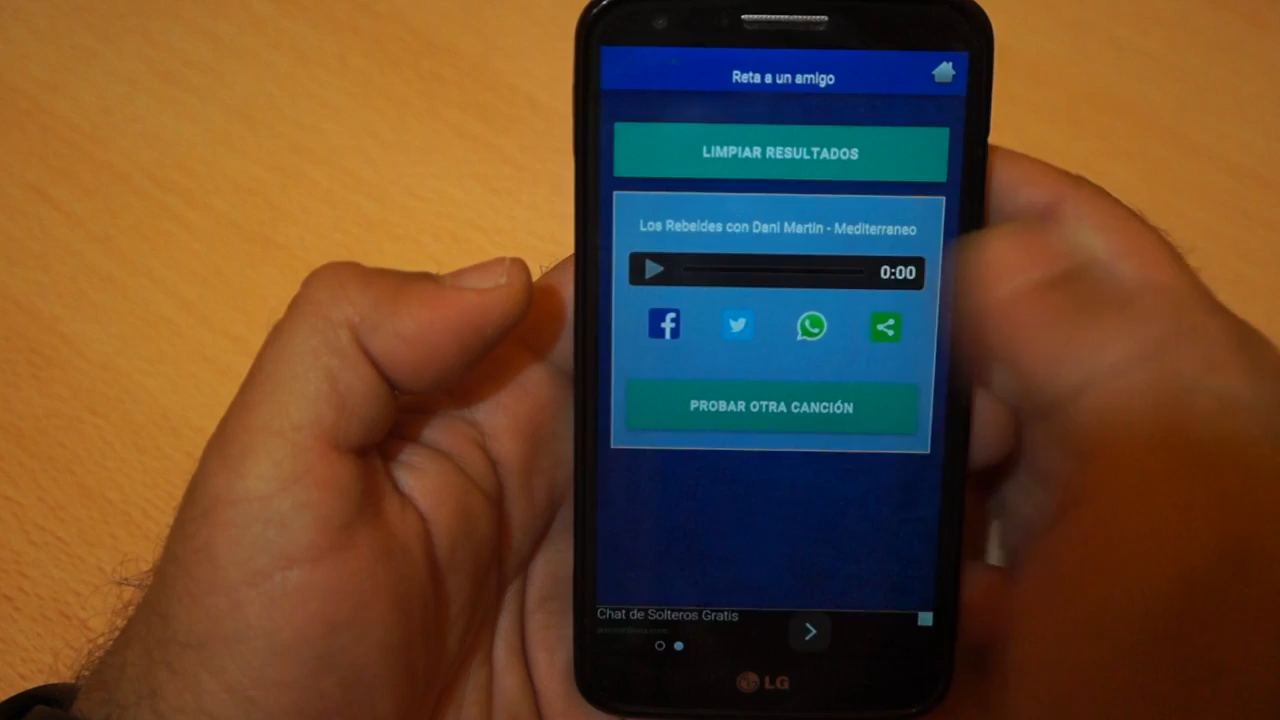 Reta a un amigo
LIMPIAR RESULTADOS
Los Rebeldes con Dani Martin - Mediterraneo
0:00
PROBAR OTRA CANCIÓN
Chat de Solteros Gratis
LG